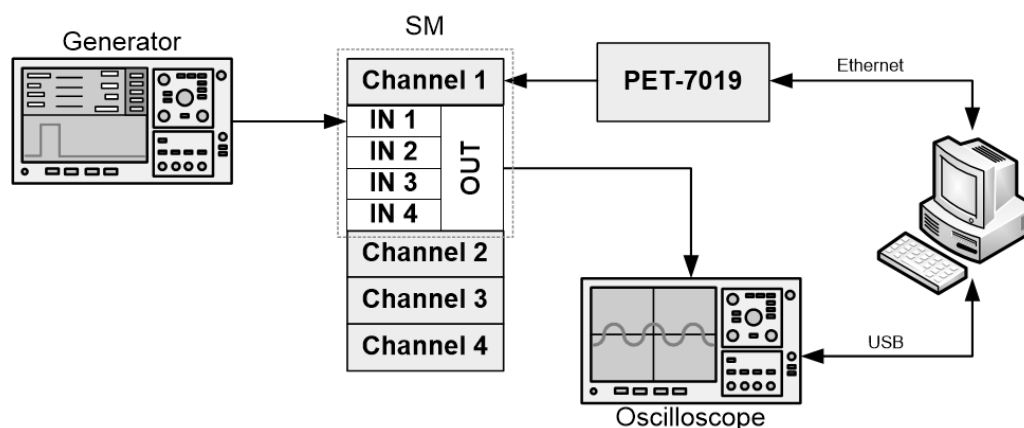 SM
Generator
Channel 1
PET-7019
Ethernet
IN 1
IN 2
IN 3
IN 4
OUT
Channel 2
Channel 3
Channel 4
USB
Oscilloscope